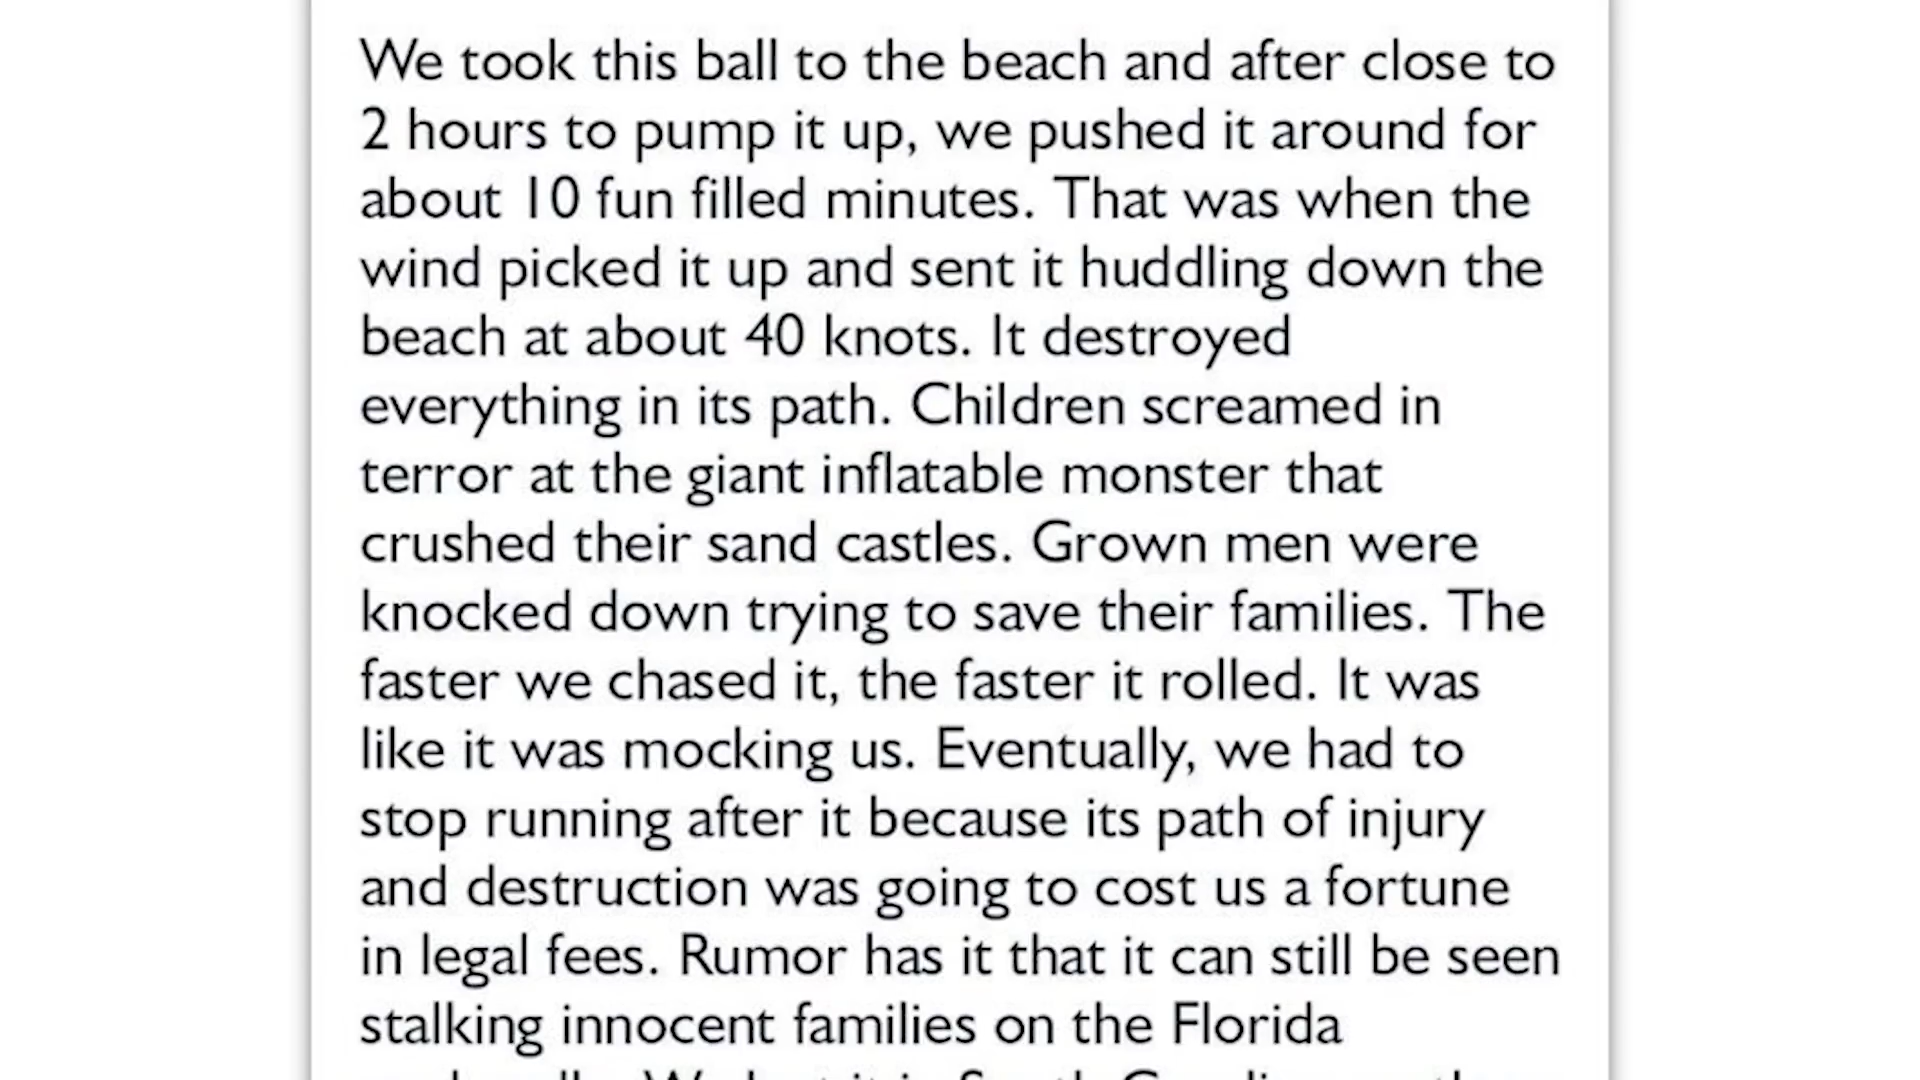 We took this ball to the beach and after close to
2 hours to pump it up, we pushed it around for
about 10 fun filled minutes. That was when the
wind picked it up and sent it huddling down the
beach at about 40 knots. It destroyed
everything in its path. Children screamed in
terror at the giant inflatable monster that
crushed their sand castles. Grown men were
knocked down trying to save their families. The
faster we chased it, the faster it rolled. It was
like it was mocking us. Eventually, we had to
stop running after it because its path of injury
and destruction was going to cost us a fortune
in legal fees. Rumor has it that it can still be seen
stalking innocent families on the Florida